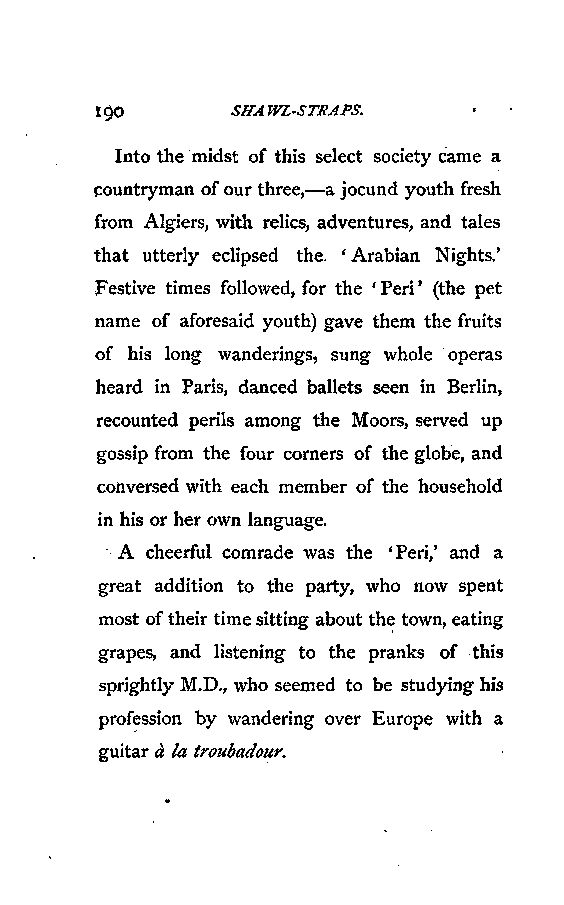 190 SHAWL-STRAPS.
Into the midst of this select society came a
countryman of our three,—a jocund youth fresh
from Algiers, with relics, adventures, and tales
that utterly eclipsed the. ‘Arabian Nights.’
Festive times followed, for the ‘Peri’ (the pet
name of aforesaid youth) gave them the fruits
of his long wanderings, sung whole operas
heard in Paris, danced ballets seen in Berlin,
recounted perils among the Moors, served up
gossip from the four corners of the globe, and
conversed with each member of the household
in his or her own language.
A cheerful comrade was the ‘Peri,’ and a
great addition to the party, who now spent
most of their time sitting about the town, eating
grapes, and listening to the pranks of this
sprightly M.D., who seemed to be studying his
profession by wandering over Europe with a
guitar à la troubadour.